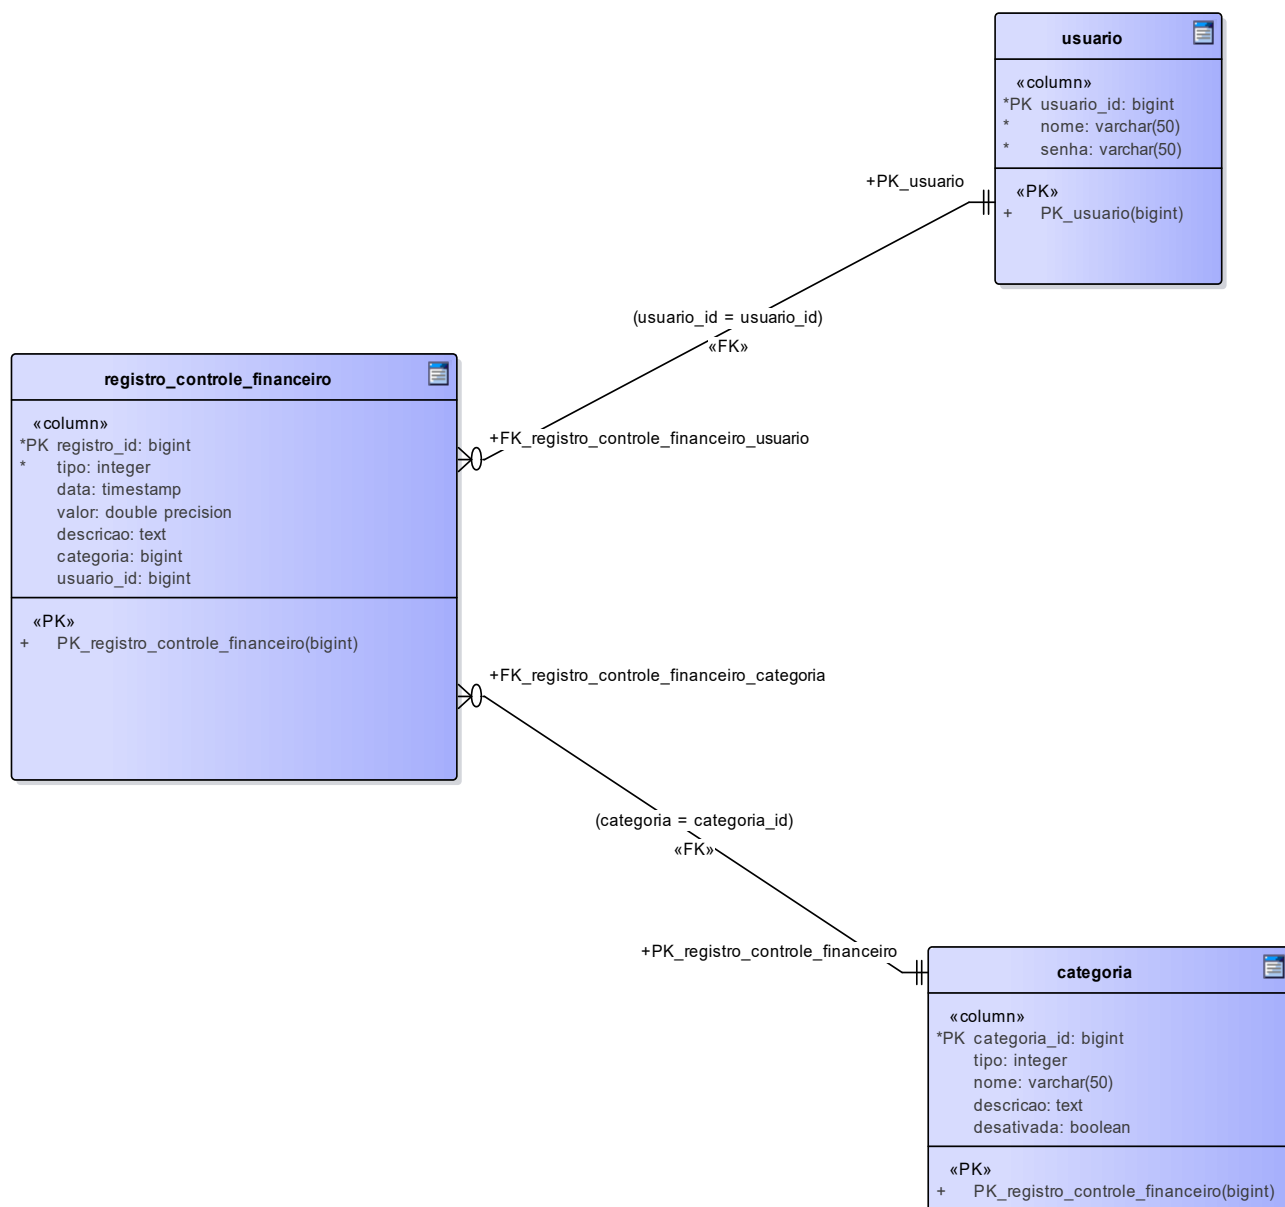 usuario
«column»
*PK usuario_id: bigint
* nome: varchar(50)
* senha: varchar(50)
«PK»
+ PK_usuario(bigint)
+PK_usuario
(usuario_id = usuario_id)
«FK»
+FK_registro_controle_financeiro_usuario
registro_controle_financeiro
«column»
*PK registro_id: bigint
* tipo: integer
data: timestamp
valor: double precision
descricao: text
categoria: bigint
usuario_id: bigint
«PK»
+ PK_registro_controle_financeiro(bigint)
+FK_registro_controle_financeiro_categoria
(categoria = categoria_id)
«FK»
+PK_registro_controle_financeiro
categoria
«column»
*PK categoria_id: bigint
tipo: integer
nome: varchar(50)
descricao: text
desativada: boolean
«PK»
+ PK_registro_controle_financeiro(bigint)